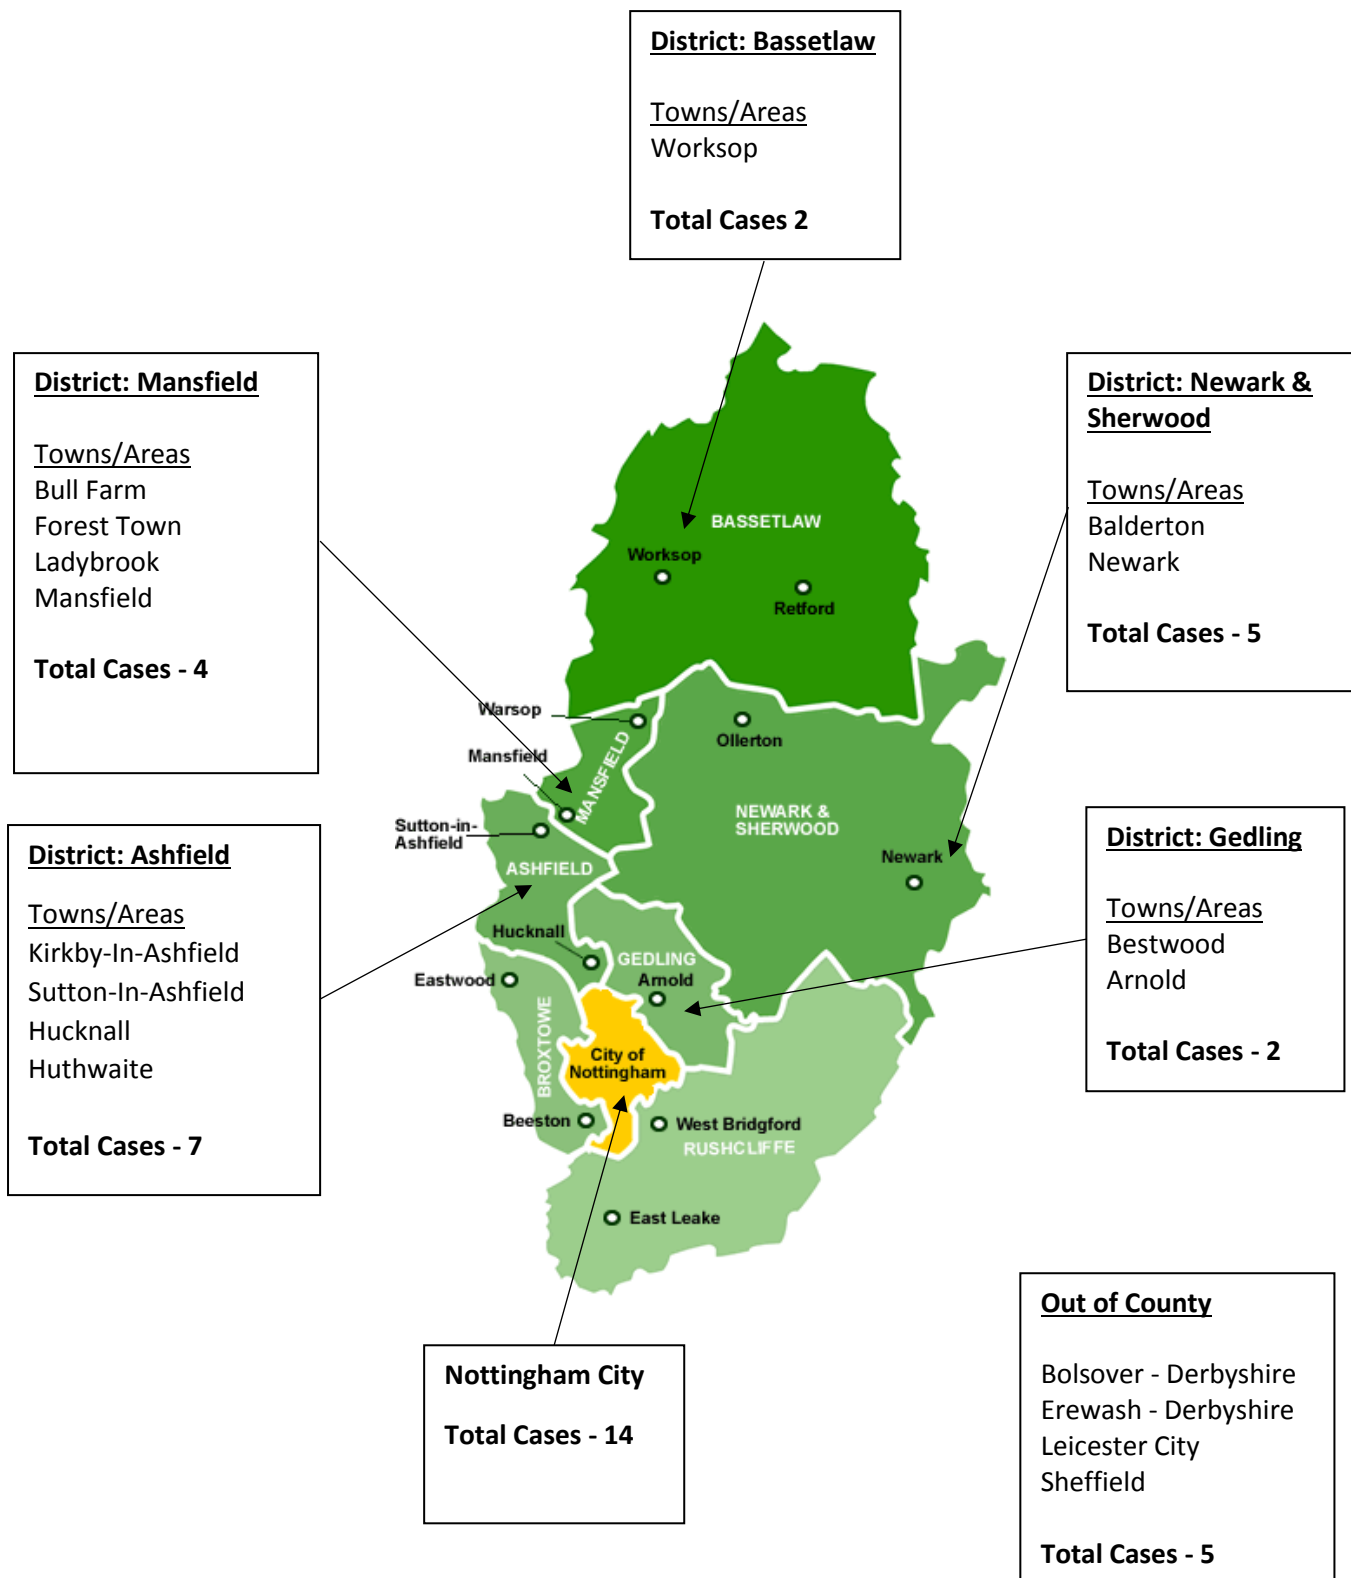 District: Bassetlaw
Towns/Areas
Worksop
Total Cases 2
District: Mansfield
Towns/Areas
Bull Farm
Forest Town
Ladybrook
Mansfield
Total Cases - 4
District: Newark &
Sherwood
Towns/Areas
Balderton
Newark
Total Cases - 5
BASSETLAW
Worksop
Retford
Warsop
Ollerton
Mansfield
MANSFIELD
NEWARK &
SHERWOOD
Sutton-in-
Ashfield
ASHFIELD
Newark
Hucknall
GEDLING
Eastwood
Arnold
BROXTOWE
City of
Nottingham
Beeston
West Bridgford
RUSHCLIFFE
East Leake
District: Ashfield
Towns/Areas
Kirkby-In-Ashfield
Sutton-In-Ashfield
Hucknall
Huthwaite
Total Cases - 7
District: Gedling
Towns/Areas
Bestwood
Arnold
Total Cases - 2
Nottingham City
Total Cases - 14
Out of County
Bolsover - Derbyshire
Erewash - Derbyshire
Leicester City
Sheffield
Total Cases - 5